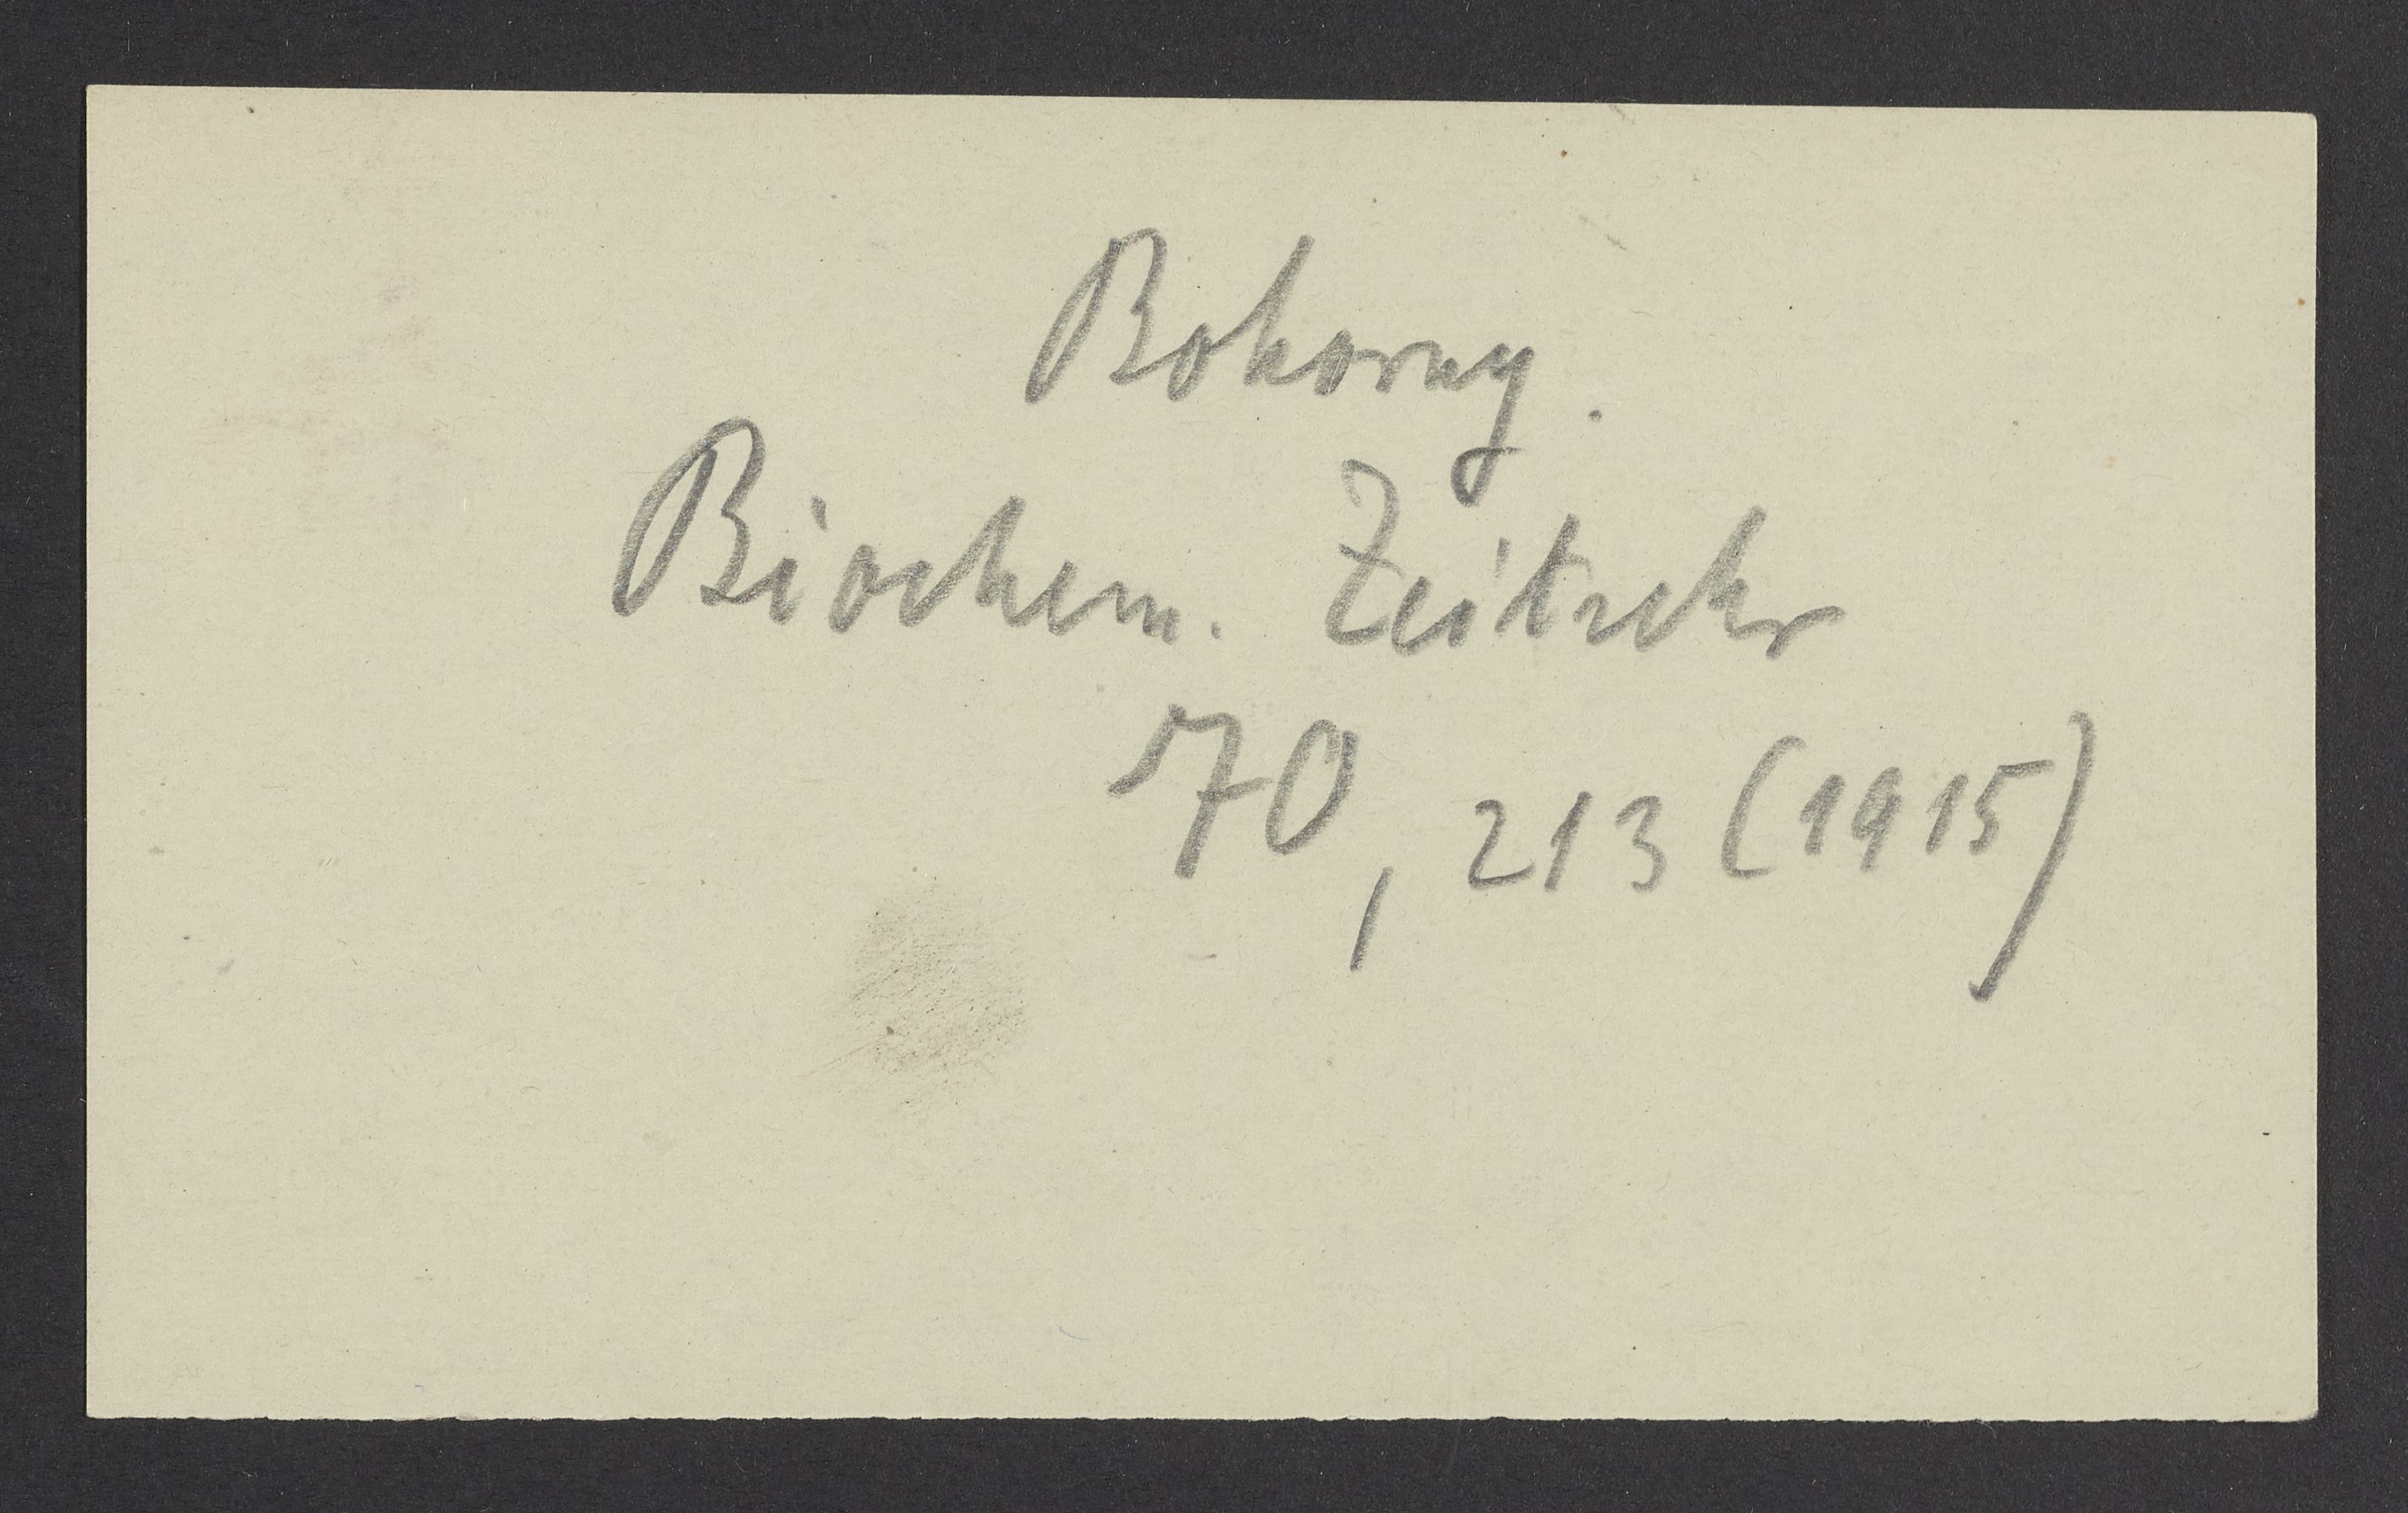 Bokorny.
Biochem. Zeitschr
70, 213 (1915)